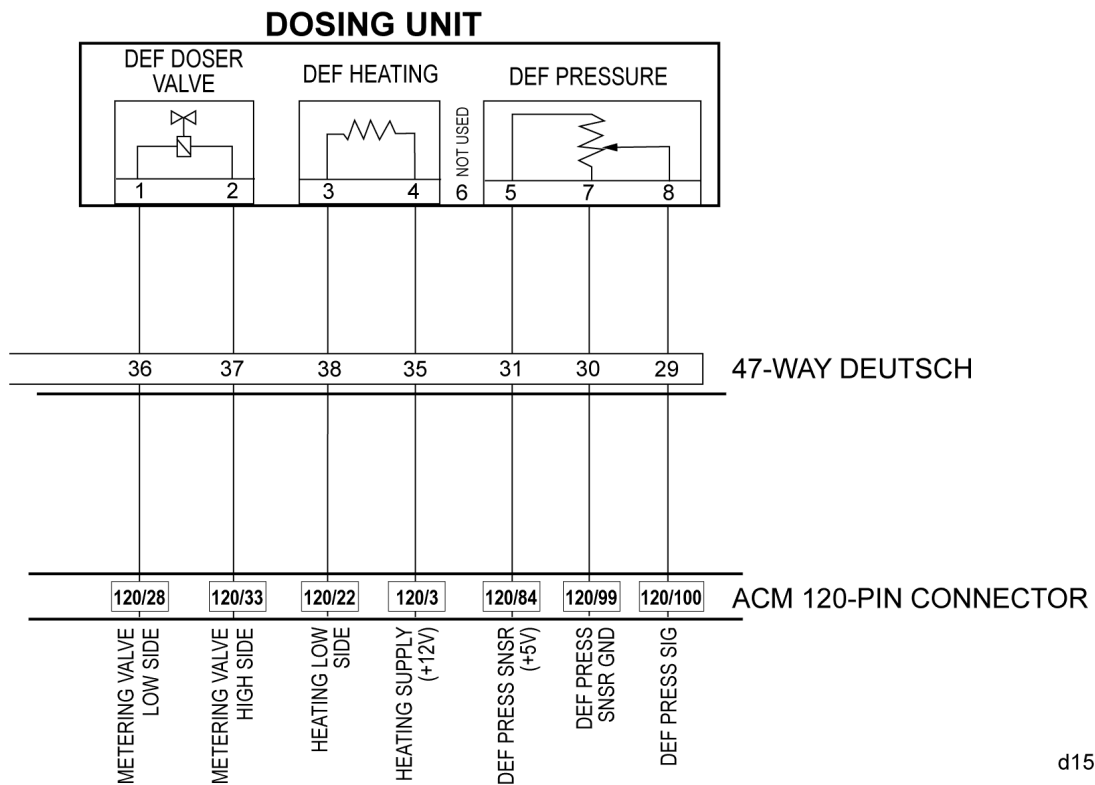 DOSING UNIT
DEF DOSER
VALVE
DEF HEATING
DEF PRESSURE
NOT USED
1 2 3 4 6 5 7 8
36 37 38 35 31 30 29
47-WAY DEUTSCH
120/28 120/33 120/22 120/3 120/84 120/99 120/100
ACM 120-PIN CONNECTOR
METERING VALVE
LOW SIDE
METERING VALVE
HIGH SIDE
HEATING LOW
SIDE
HEATING SUPPLY
(+12V)
DEF PRESS SNSR
(+5V)
DEF PRESS
SNSR GND
DEF PRESS SIG
d15